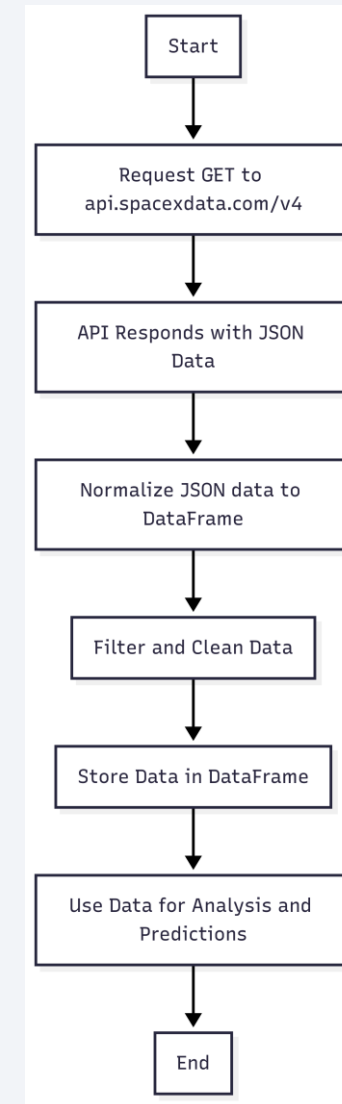 Start
Request GET to
api.spacexdata.com/v4
API Responds with JSON
Data
Normalize JSON data to
DataFrame
Filter and Clean Data
Store Data in DataFrame
Use Data for Analysis and
Predictions
End